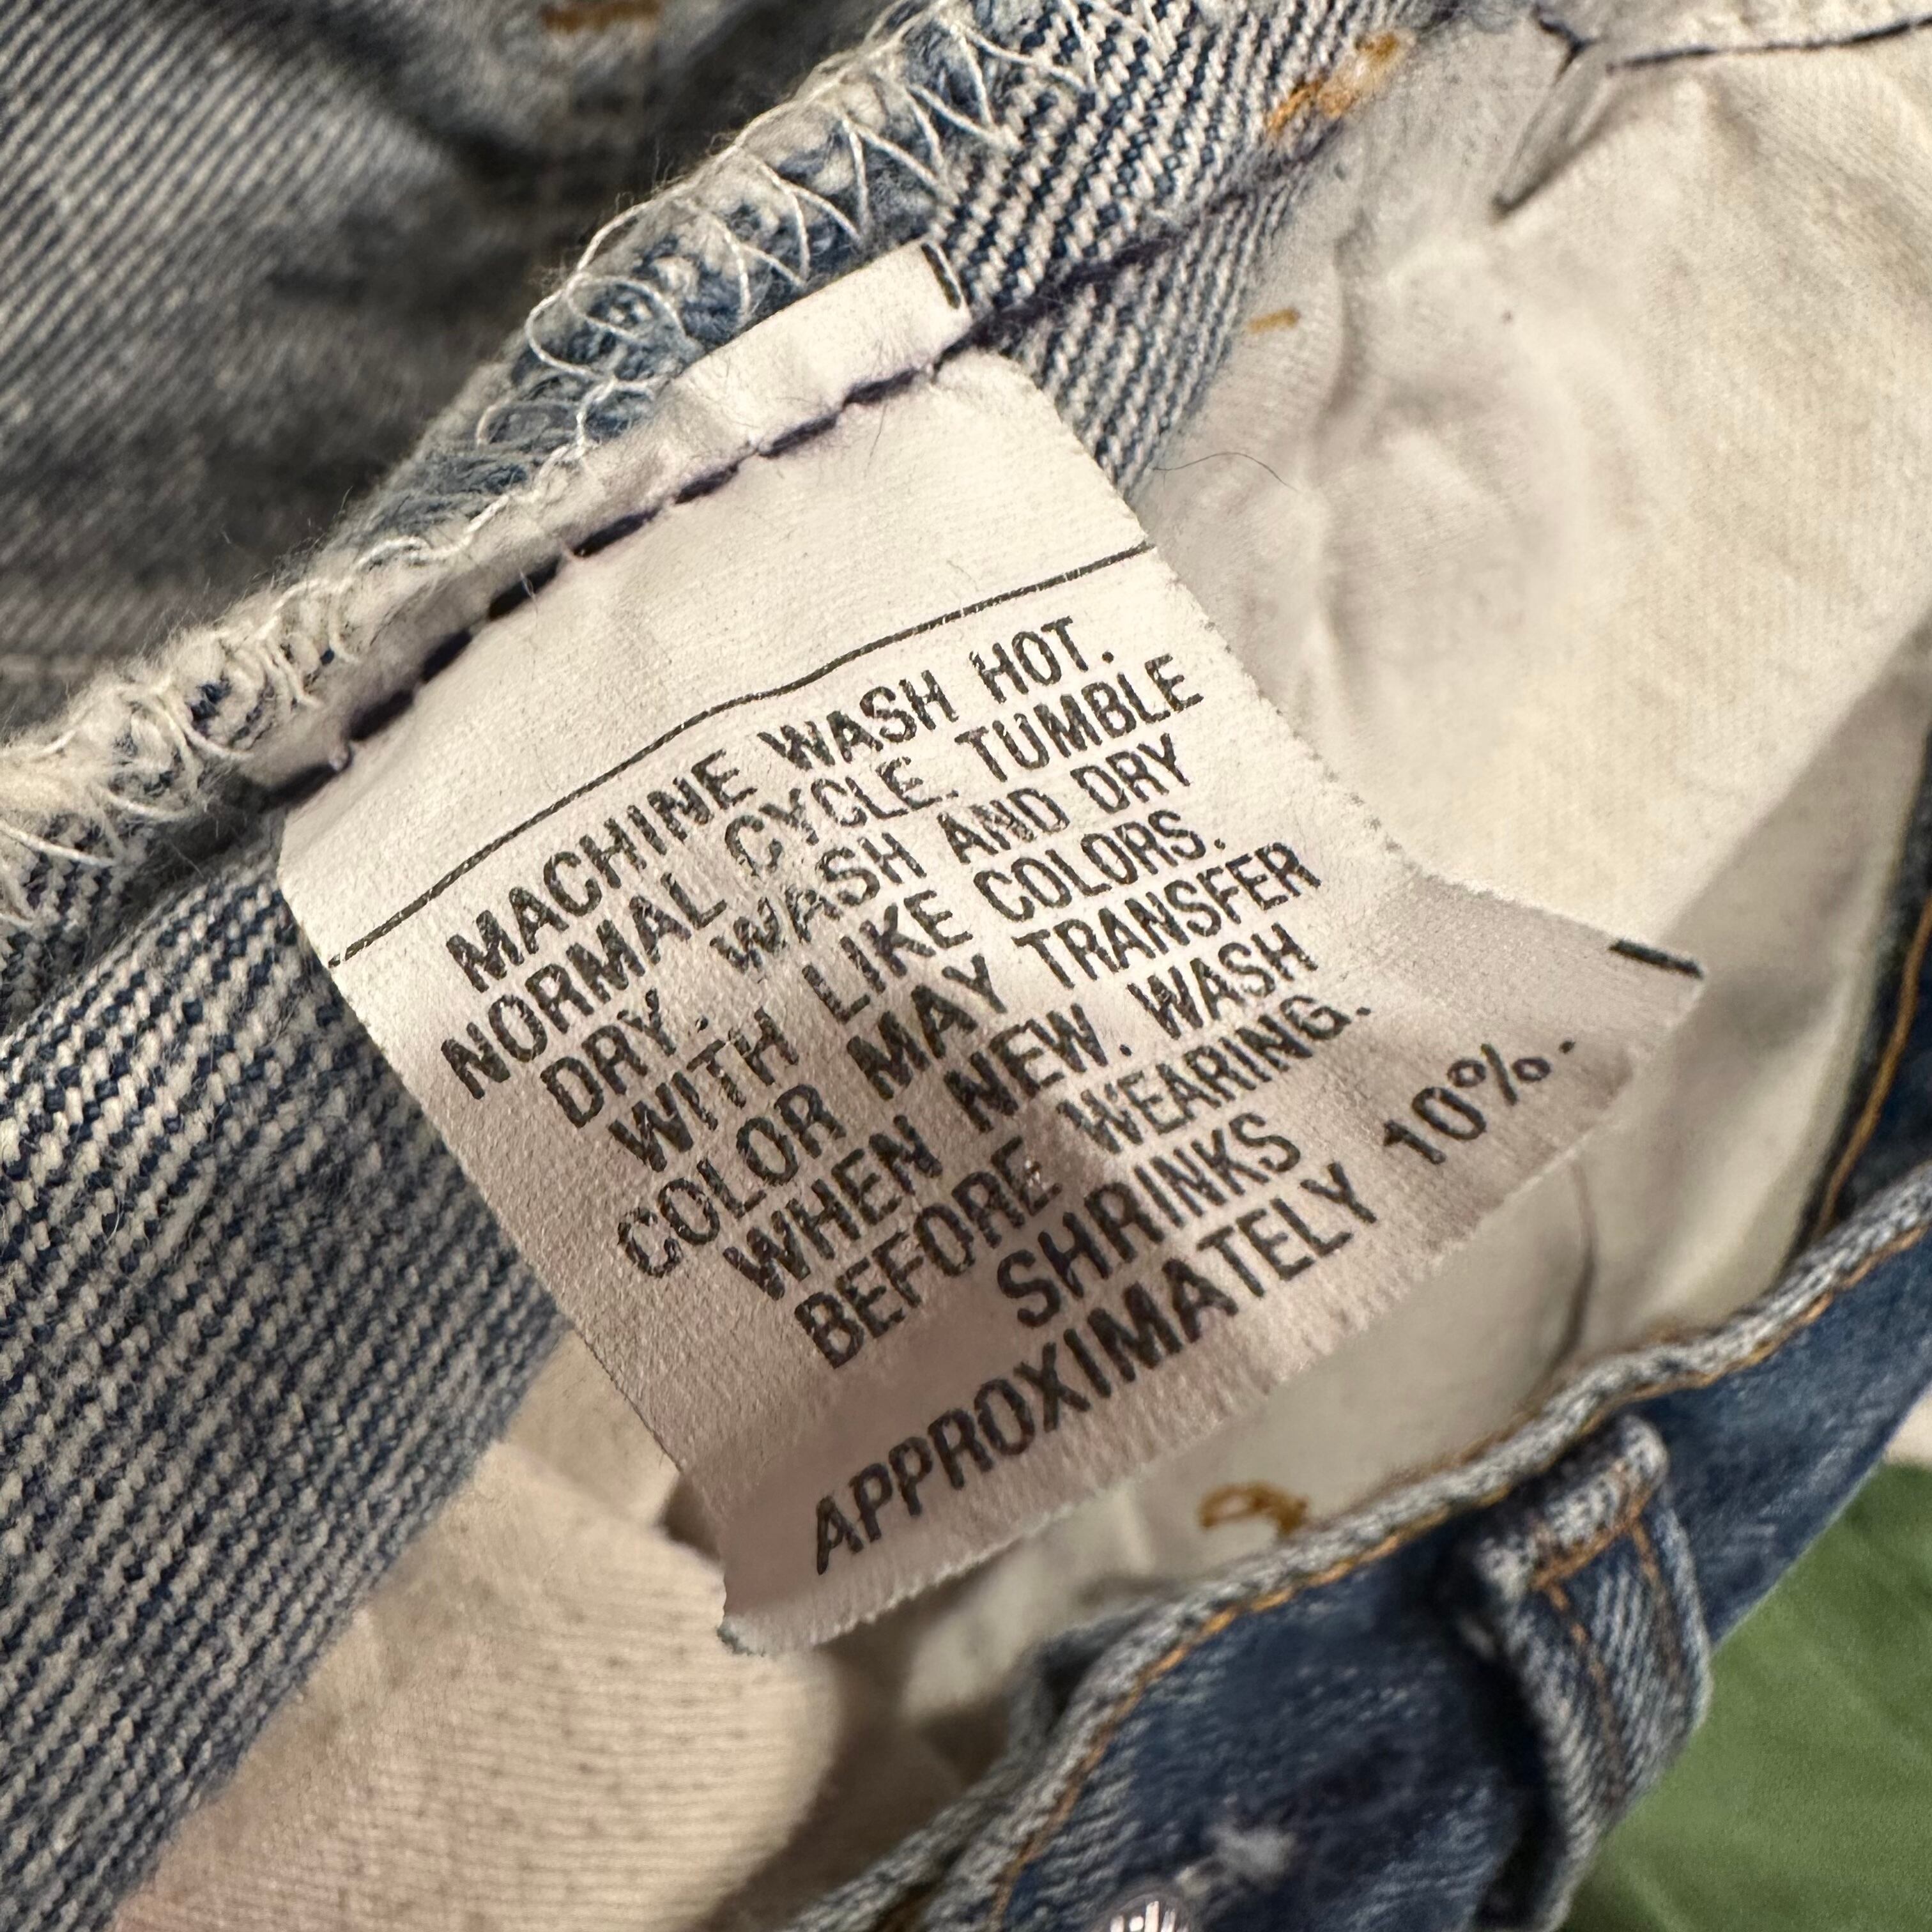 MACHINE WASH HOT.
NORMAL CYCLE. TUMBLE
DRY. WASH AND DRY
WITH LIKE COLORS.
COLOR MAY TRANSFER
WHEN NEW. WASH
BEFORE WEARING.
SHRINKS
APPROXIMATELY 10%.